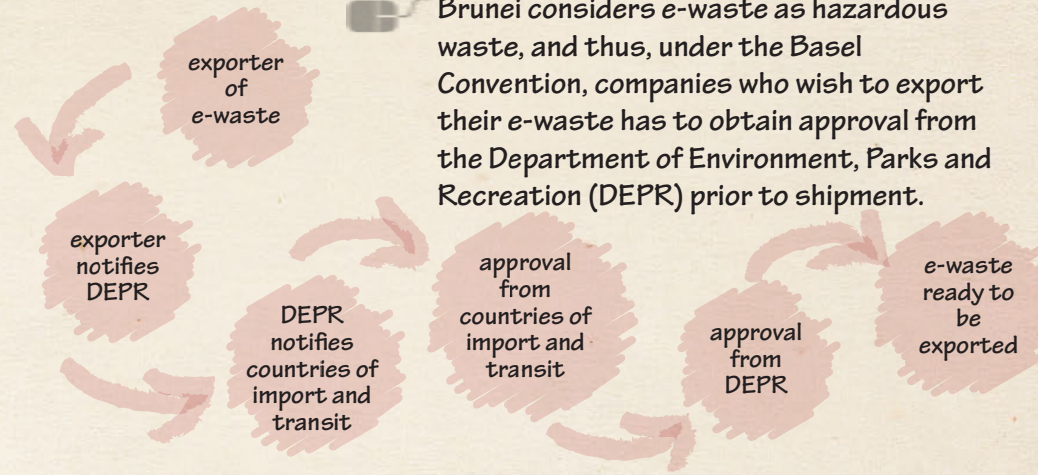 Brunei considers e-waste as hazardous
waste, and thus, under the Basel
Convention, companies who wish to export
their e-waste has to obtain approval from
the Department of Environment, Parks and
Recreation (DEPR) prior to shipment.
exporter
of
e-waste
exporter
notifies
DEPR
DEPR
notifies
countries of
import and
transit
approval
from
countries of
import and
transit
approval
from
DEPR
e-waste
ready to
be
exported